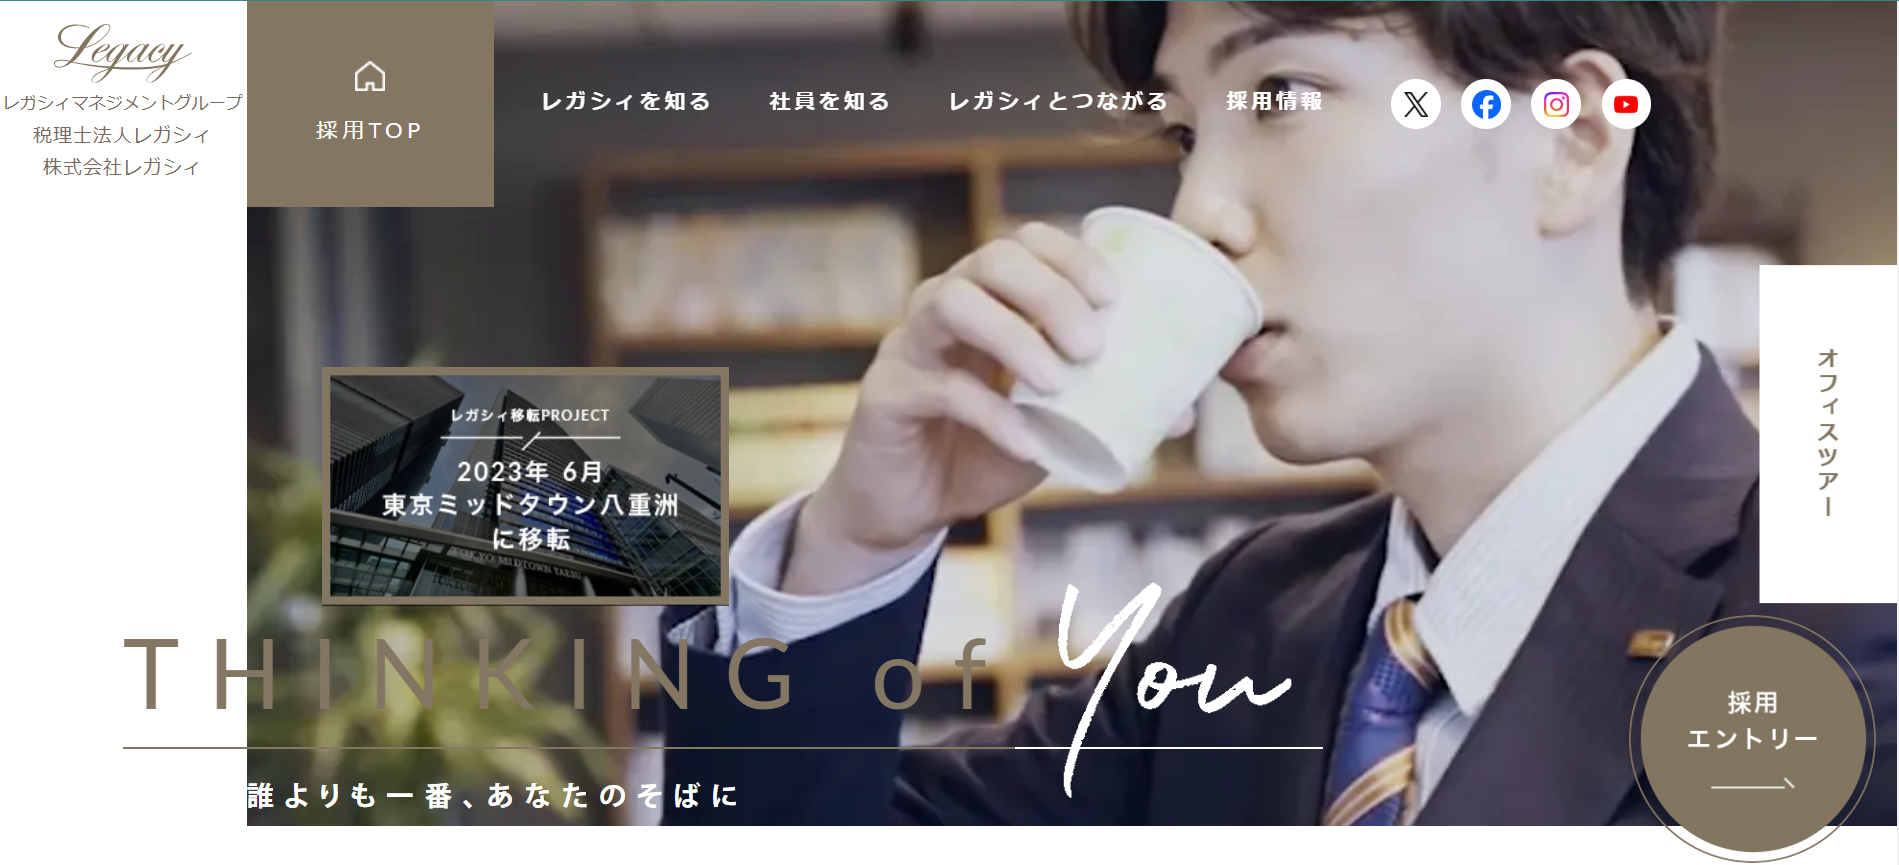 Legacy
レガシィマネジメントグループ
税理士法人レガシィ
株式会社レガシィ
採用TOP
レガシィを知る
社員を知る
レガシィとつながる
採用情報
オフィスツアー
レガシィ移転PROJECT
2023年 6月
東京ミッドタウン八重洲
に移転
TOKYO MIDTOWN YAESU
THINKING of You
誰よりも一番、あなたのそばに
採用
エントリー